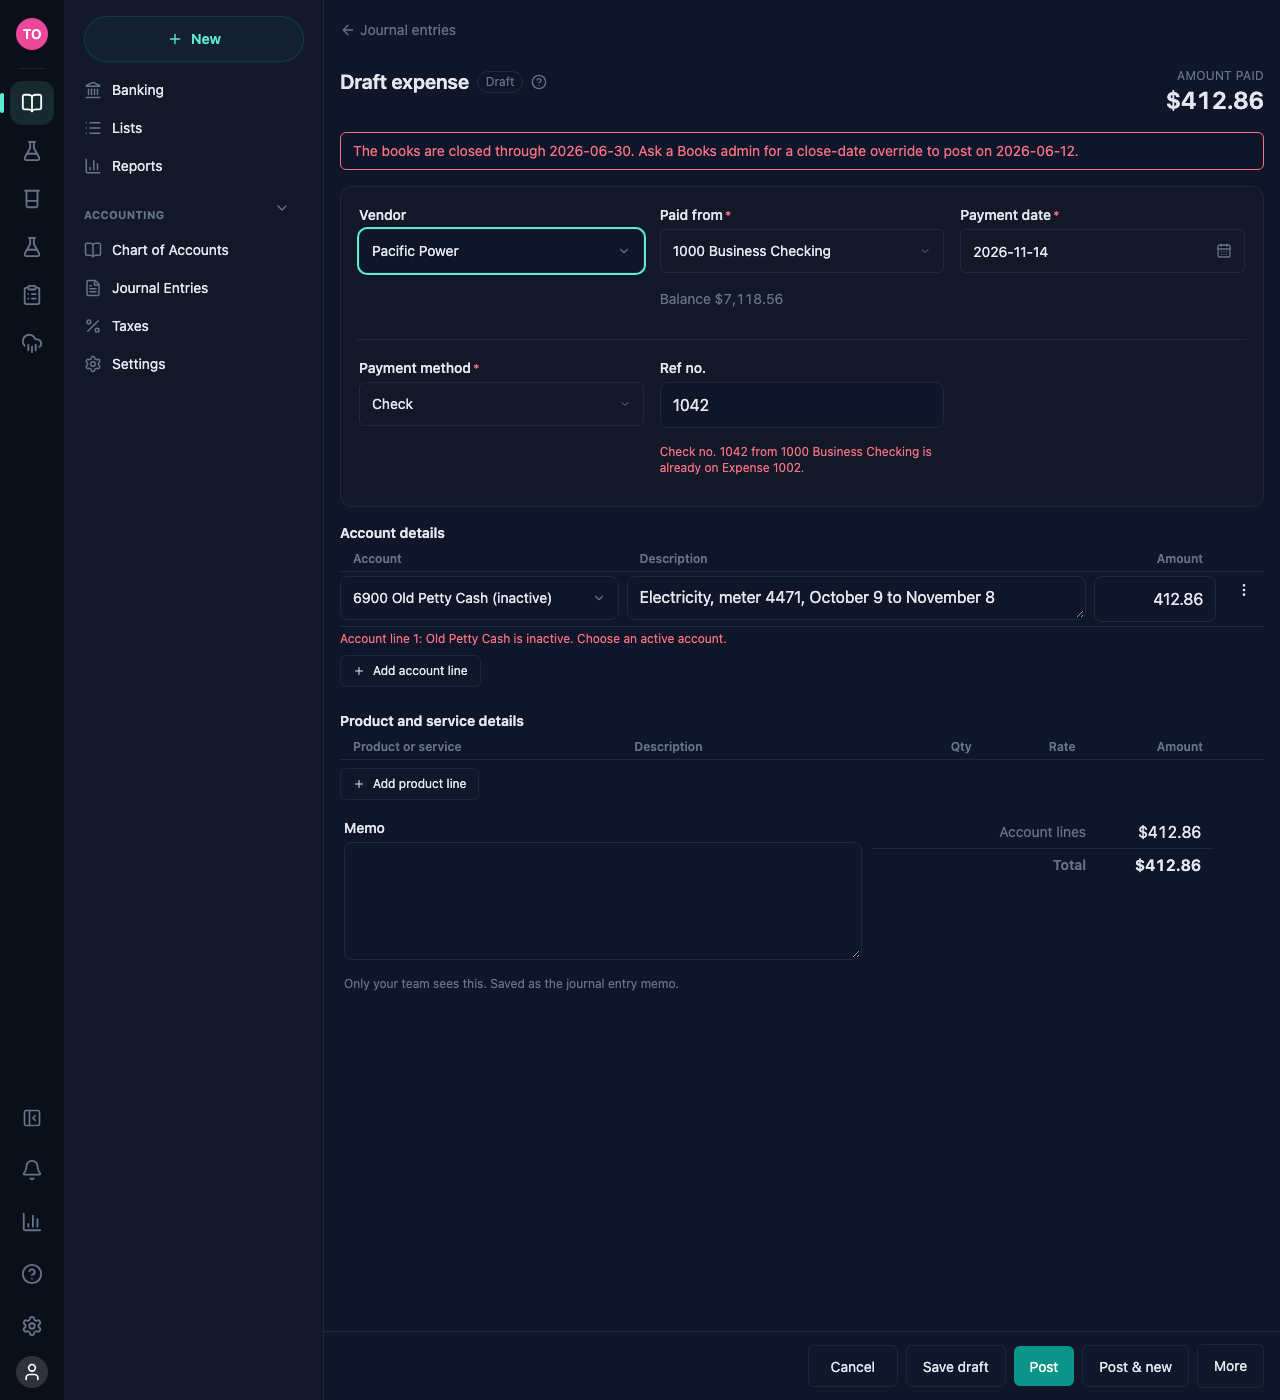 TO
New
Banking
Lists
Reports
ACCOUNTING
Chart of Accounts
Journal Entries
Taxes
Settings
Journal entries
Draft expense
Draft
AMOUNT PAID
$412.86
The books are closed through 2026-06-30. Ask a Books admin for a close-date override to post on 2026-06-12.
Vendor
Paid from*
Payment date*
Pacific Power
1000 Business Checking
2026-11-14
Balance $7,118.56
Payment method*
Ref no.
Check
1042
Check no. 1042 from 1000 Business Checking is
already on Expense 1002.
Account details
Account
Description
Amount
6900 Old Petty Cash (inactive)
Electricity, meter 4471, October 9 to November 8
412.86
Account line 1: Old Petty Cash is inactive. Choose an active account.
Add account line
Product and service details
Product or service
Description
Qty
Rate
Amount
Add product line
Memo
Account lines
$412.86
Total
$412.86
Only your team sees this. Saved as the journal entry memo.
Cancel
Save draft
Post
Post & new
More